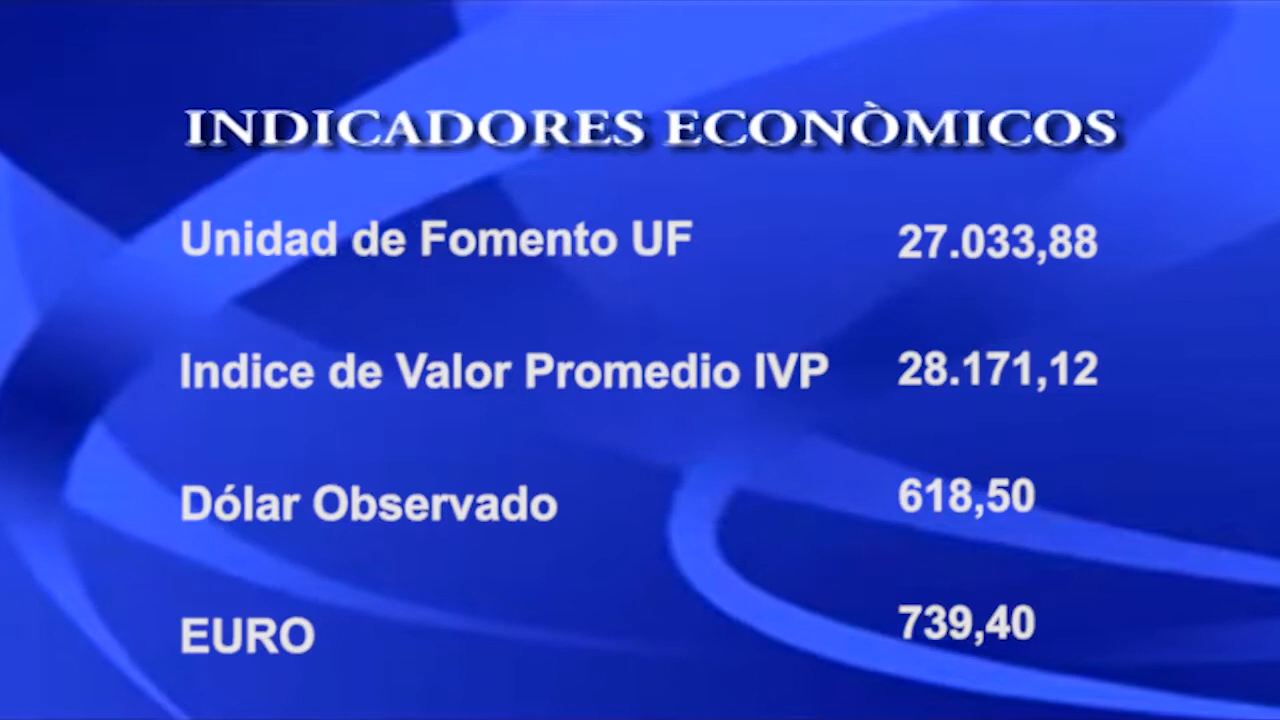 INDICADORES ECONÒMICOS
Unidad de Fomento UF 27.033,88
Indice de Valor Promedio IVP 28.171,12
Dólar Observado 618,50
EURO 739,40